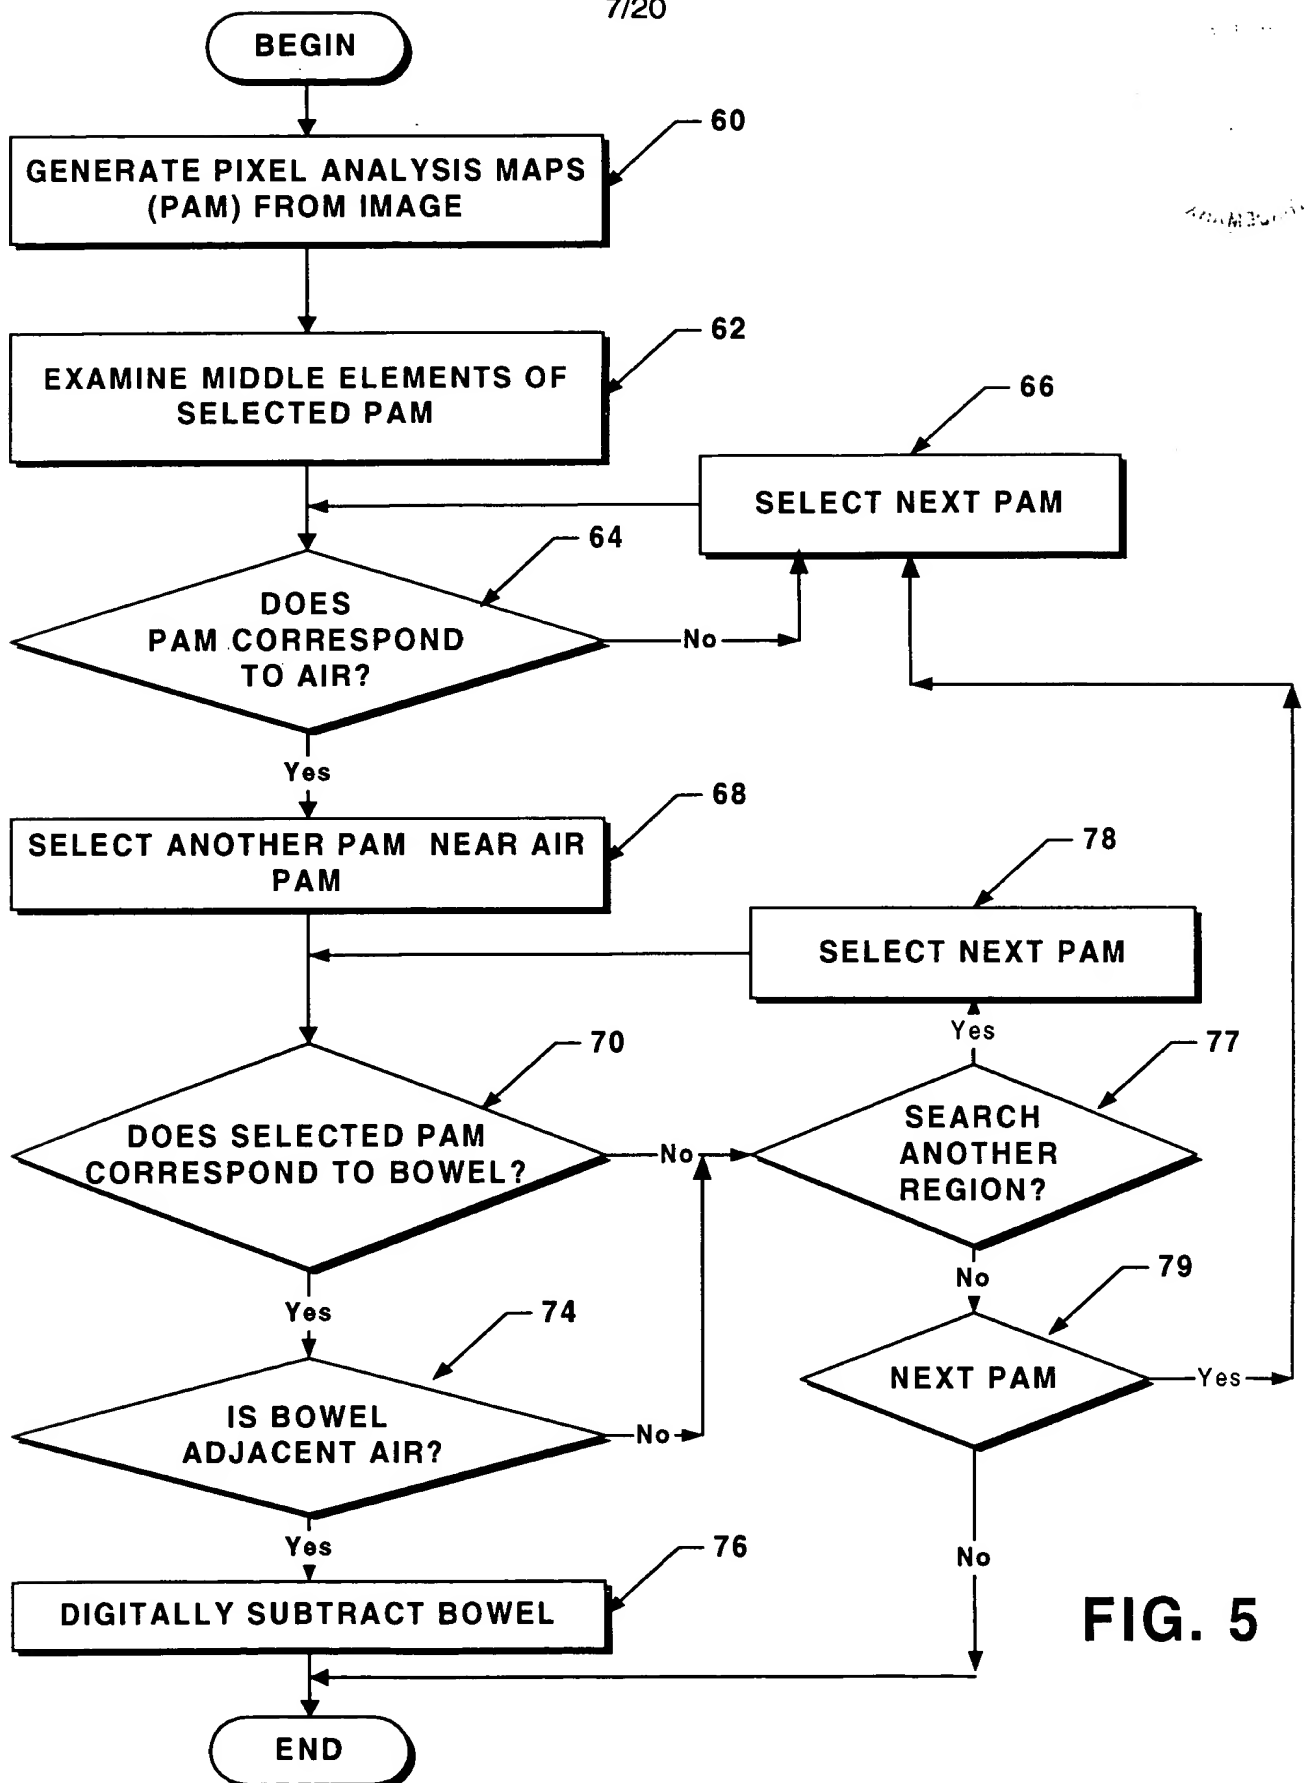 7/20
BEGIN
60
GENERATE PIXEL ANALYSIS MAPS
(PAM) FROM IMAGE
62
EXAMINE MIDDLE ELEMENTS OF
SELECTED PAM
66
SELECT NEXT PAM
64
DOES
PAM CORRESPOND
TO AIR?
No
Yes
68
SELECT ANOTHER PAM NEAR AIR
PAM
78
SELECT NEXT PAM
Yes
70
77
DOES SELECTED PAM
CORRESPOND TO BOWEL?
No
SEARCH
ANOTHER
REGION?
No
79
Yes
74
NEXT PAM
Yes
IS BOWEL
ADJACENT AIR?
No
Yes
No
76
DIGITALLY SUBTRACT BOWEL
FIG. 5
END